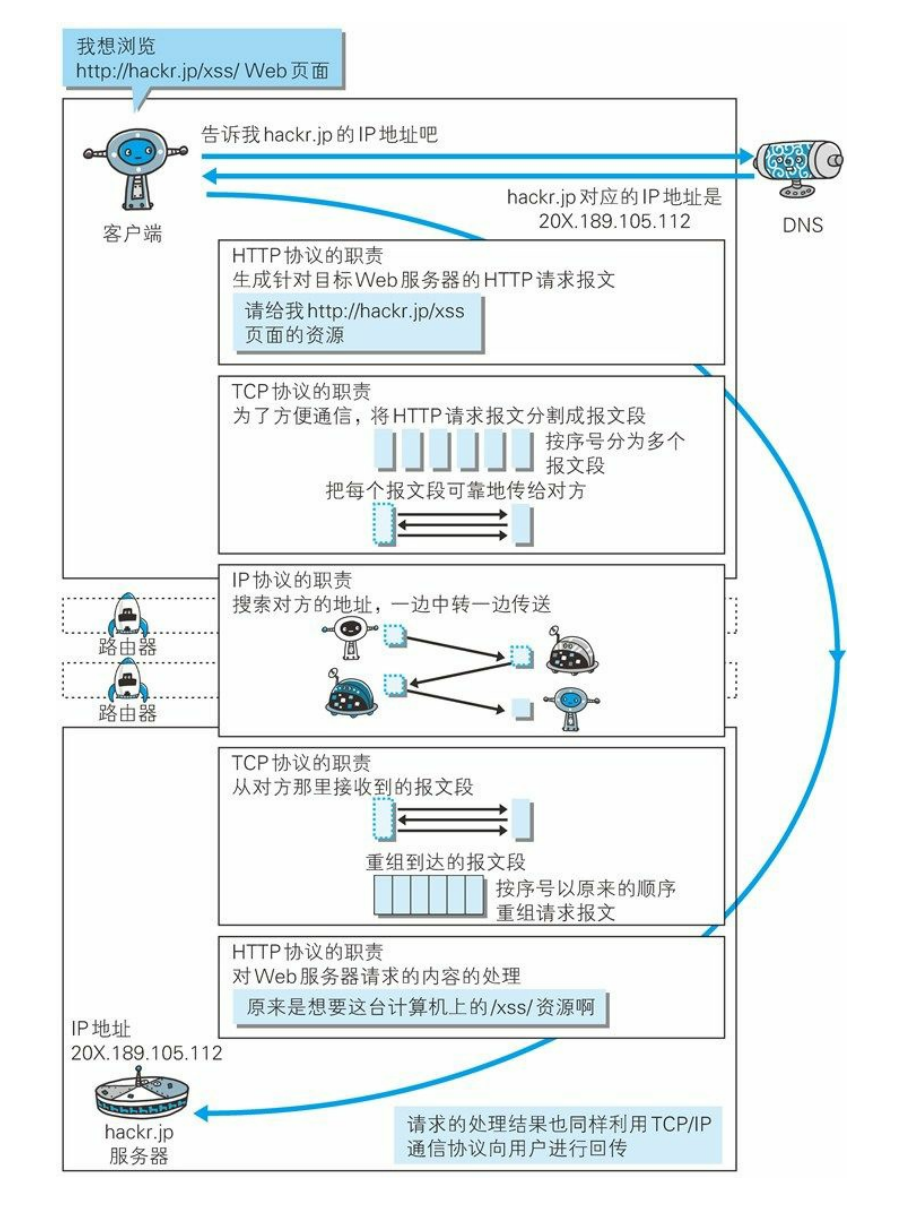 我想浏览
http://hackr.jp/xss/ Web页面
告诉我hackr.jp的IP地址吧
hackr.jp对应的IP地址是
20X.189.105.112
客户端
DNS
HTTP协议的职责
生成针对目标Web服务器的HTTP请求报文
请给我http://hackr.jp/xss
页面的资源
TCP协议的职责
为了方便通信，将HTTP请求报文分割成报文段
按序号分为多个
报文段
把每个报文段可靠地传给对方
IP协议的职责
搜索对方的地址，一边中转一边传送
路由器
路由器
TCP协议的职责
从对方那里接收到的报文段
重组到达的报文段
按序号以原来的顺序
重组请求报文
HTTP协议的职责
对Web服务器请求的内容的处理
原来是想要这台计算机上的/xss/资源啊
IP地址
20X.189.105.112
hackr.jp
服务器
请求的处理结果也同样利用TCP/IP
通信协议向用户进行回传